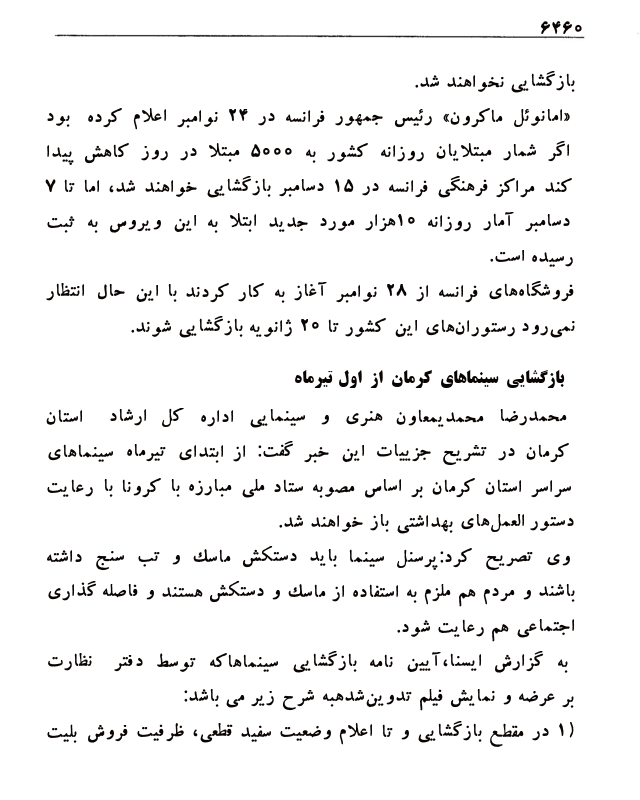 ۶۴۶۰
بازگشایی نخواهند شد.
«امانوئل ماکرون» رئیس جمهور فرانسه در ۲۴ نوامبر اعلام کرده بود
اگر شمار مبتلایان روزانه کشور به ۵۰۰۰ مبتلا در روز کاهش پیدا
کند مراکز فرهنگی فرانسه در ۱۵ دسامبر بازگشایی خواهند شد، اما تا ۷
دسامبر آمار روزانه ۱۰هزار مورد جدید ابتلا به این ویروس به ثبت
رسیده است.
فروشگاه‌های فرانسه از ۲۸ نوامبر آغاز به کار کردند با این حال انتظار
نمی‌رود رستوران‌های این کشور تا ۲۰ ژانویه بازگشایی شوند.
بازگشایی سینماهای کرمان از اول تیرماه
محمدرضا محمدیمعاون هنری و سینمایی اداره کل ارشاد استان
کرمان در تشریح جزییات این خبر گفت: از ابتدای تیرماه سینماهای
سراسر استان کرمان بر اساس مصوبه ستاد ملی مبارزه با کرونا با رعایت
دستور العمل‌های بهداشتی باز خواهند شد.
وی تصریح کرد:پرسنل سینما باید دستکش ماسك و تب سنج داشته
باشند و مردم هم ملزم به استفاده از ماسك و دستکش هستند و فاصله گذاری
اجتماعی هم رعایت شود.
به گزارش ایسنا،آیین نامه بازگشایی سینماهاکه توسط دفتر نظارت
بر عرضه و نمایش فیلم تدوین‌شدهبه شرح زیر می باشد:
۱) در مقطع بازگشایی و تا اعلام وضعیت سفید قطعی، ظرفیت فروش بلیت